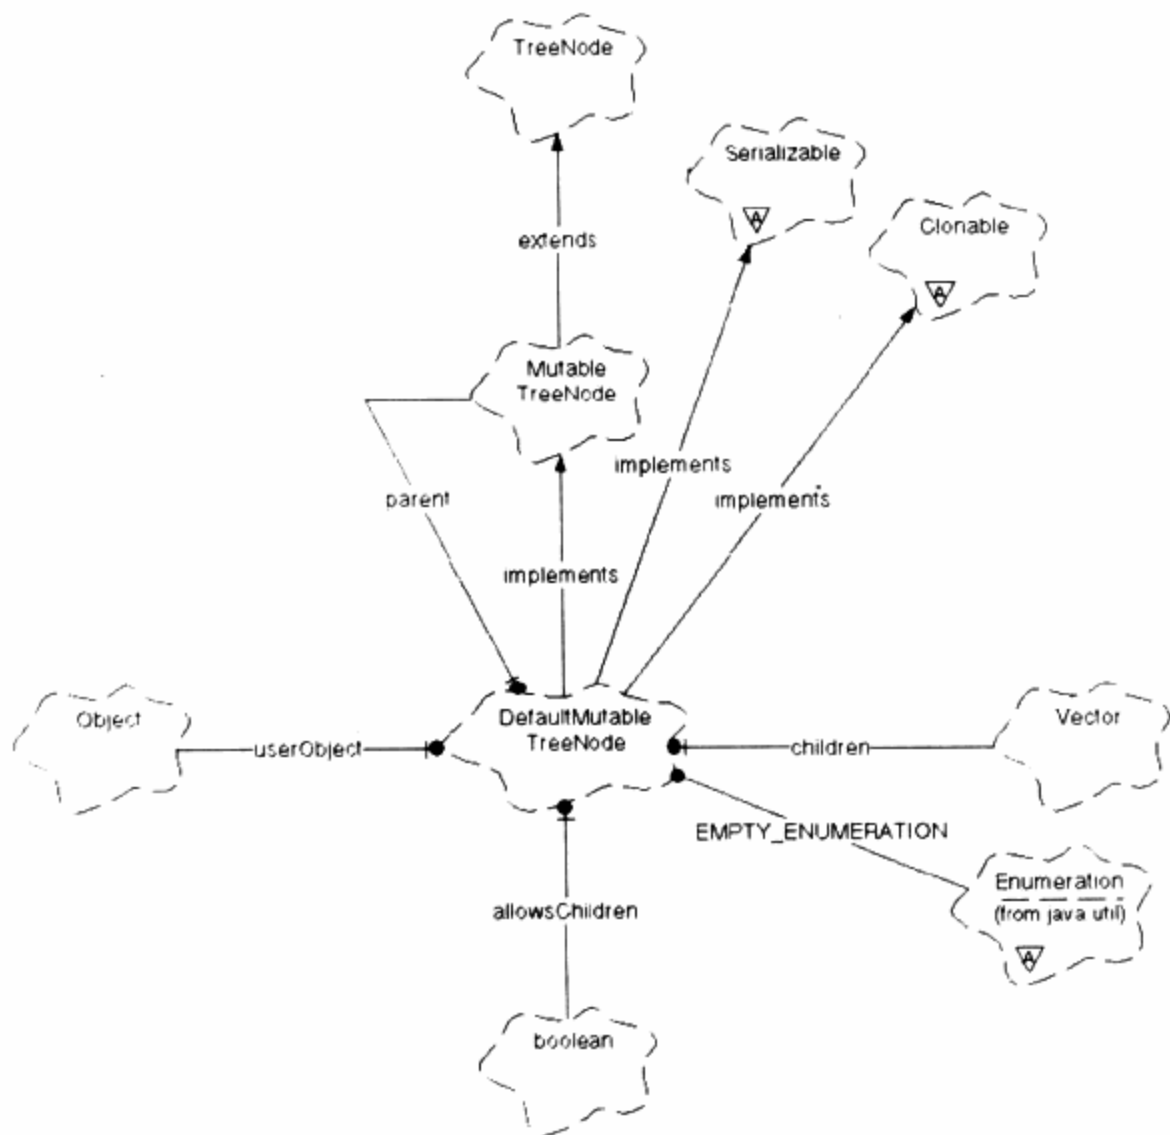 TreeNode
Serializable
A
Clonable
A
extends
Mutable
TreeNode
implements
parent
implements
implements
Object
DefaultMutable
TreeNode
Vector
userObject
children
EMPTY_ENUMERATION
Enumeration
(from java util)
A
allowsChildren
boolean